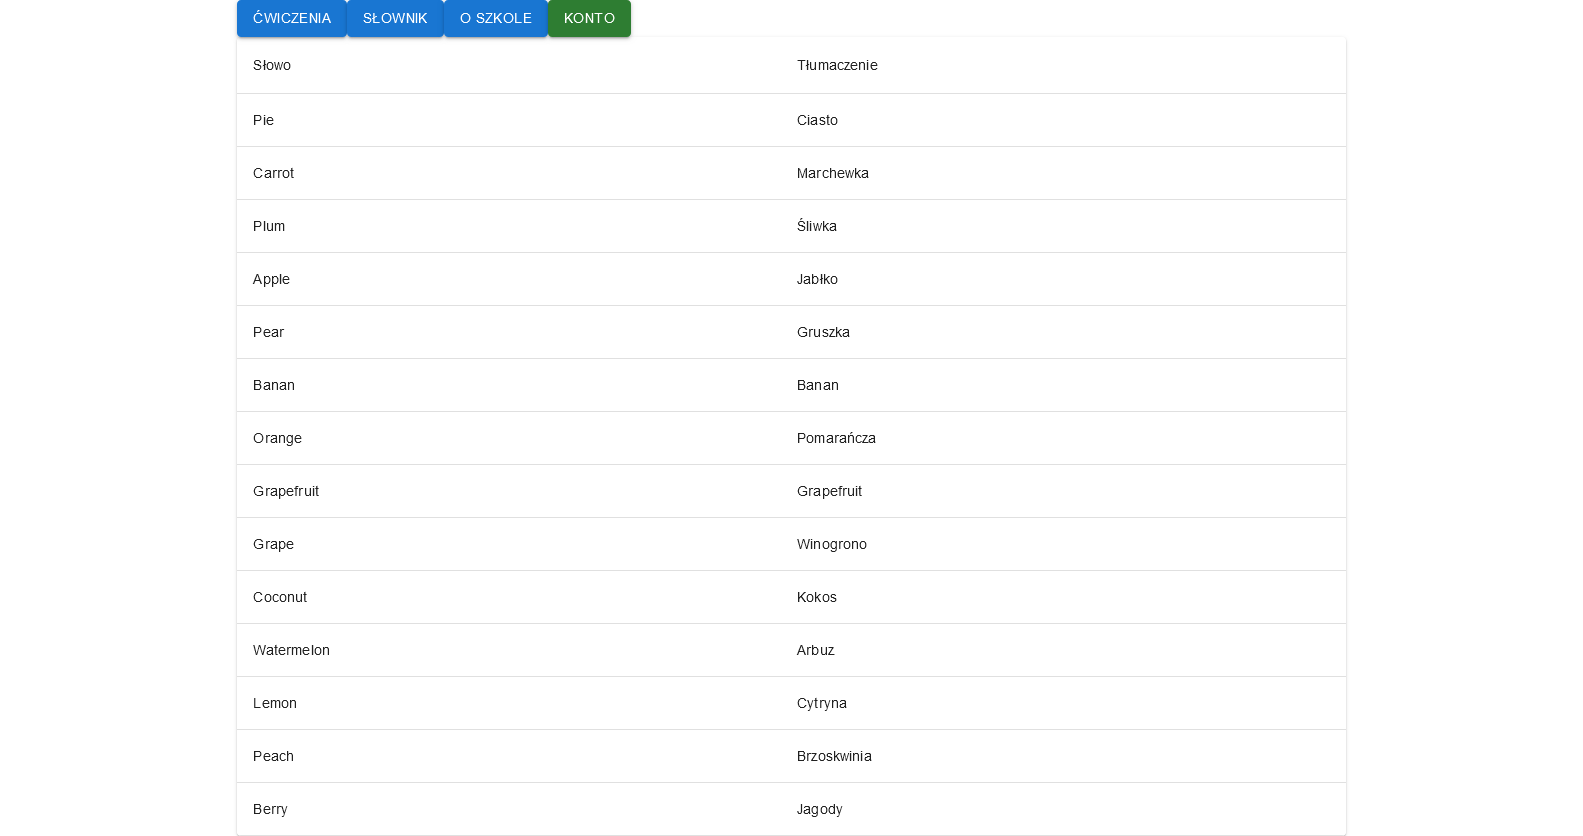 ĆWICZENIA SŁOWNIK O SZKOLE KONTO
Słowo Tłumaczenie
Pie Ciasto
Carrot Marchewka
Plum Śliwka
Apple Jabłko
Pear Gruszka
Banan Banan
Orange Pomarańcza
Grapefruit Grapefruit
Grape Winogrono
Coconut Kokos
Watermelon Arbuz
Lemon Cytryna
Peach Brzoskwinia
Berry Jagody